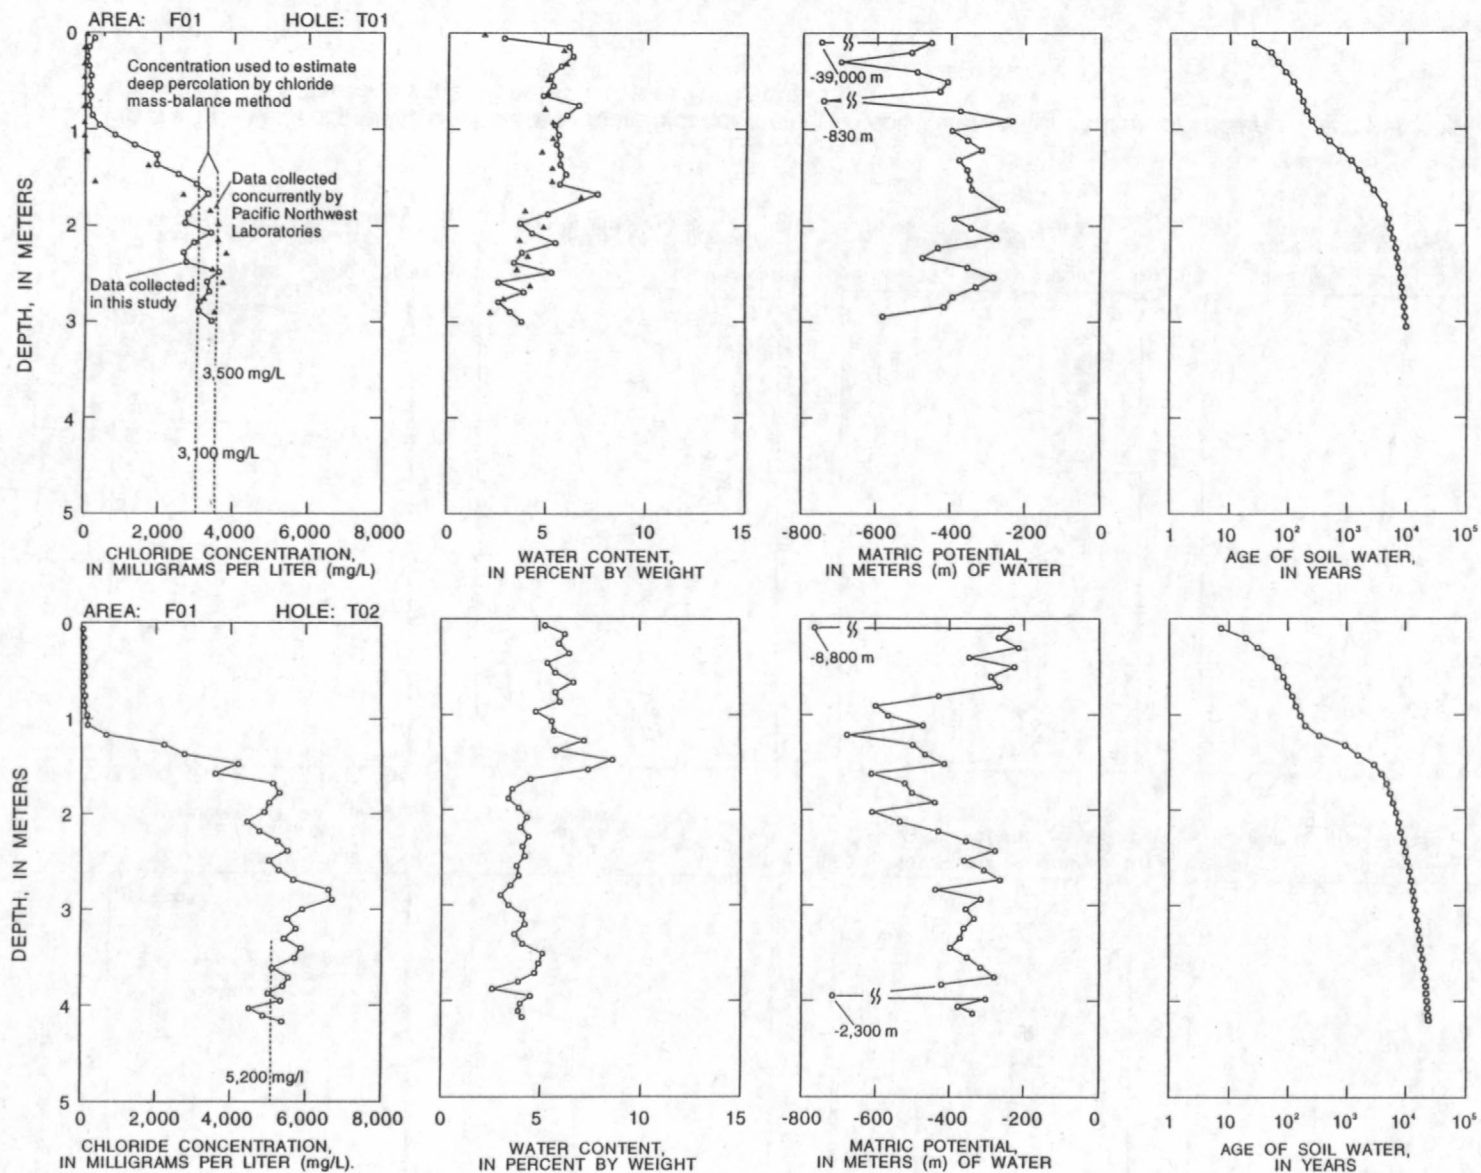 AREA: F01 HOLE: T01
0
1
2
3
4
5
DEPTH, IN METERS
Concentration used to estimate
deep percolation by chloride
mass-balance method
Data collected
concurrently by
Pacific Northwest
Laboratories
Data collected
in this study
3,500 mg/L
3,100 mg/L
0 2,000 4,000 6,000 8,000
CHLORIDE CONCENTRATION,
IN MILLIGRAMS PER LITER (mg/L)
0 5 10 15
WATER CONTENT,
IN PERCENT BY WEIGHT
-39,000 m
-830 m
-800 -600 -400 -200 0
MATRIC POTENTIAL,
IN METERS (m) OF WATER
1 10 10² 10³ 10⁴ 10⁵
AGE OF SOIL WATER,
IN YEARS
AREA: F01 HOLE: T02
0
1
2
3
4
5
DEPTH, IN METERS
5,200 mg/l
0 2,000 4,000 6,000 8,000
CHLORIDE CONCENTRATION,
IN MILLIGRAMS PER LITER (mg/L).
0 5 10 15
WATER CONTENT,
IN PERCENT BY WEIGHT
-8,800 m
-2,300 m
-800 -600 -400 -200 0
MATRIC POTENTIAL,
IN METERS (m) OF WATER
1 10 10² 10³ 10⁴ 10⁵
AGE OF SOIL WATER,
IN YEARS